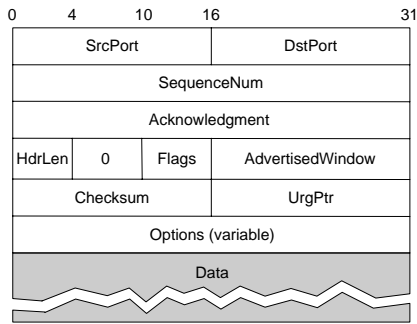 0 4 10 16 31
SrcPort DstPort
SequenceNum
Acknowledgment
HdrLen 0 Flags AdvertisedWindow
Checksum UrgPtr
Options (variable)
Data